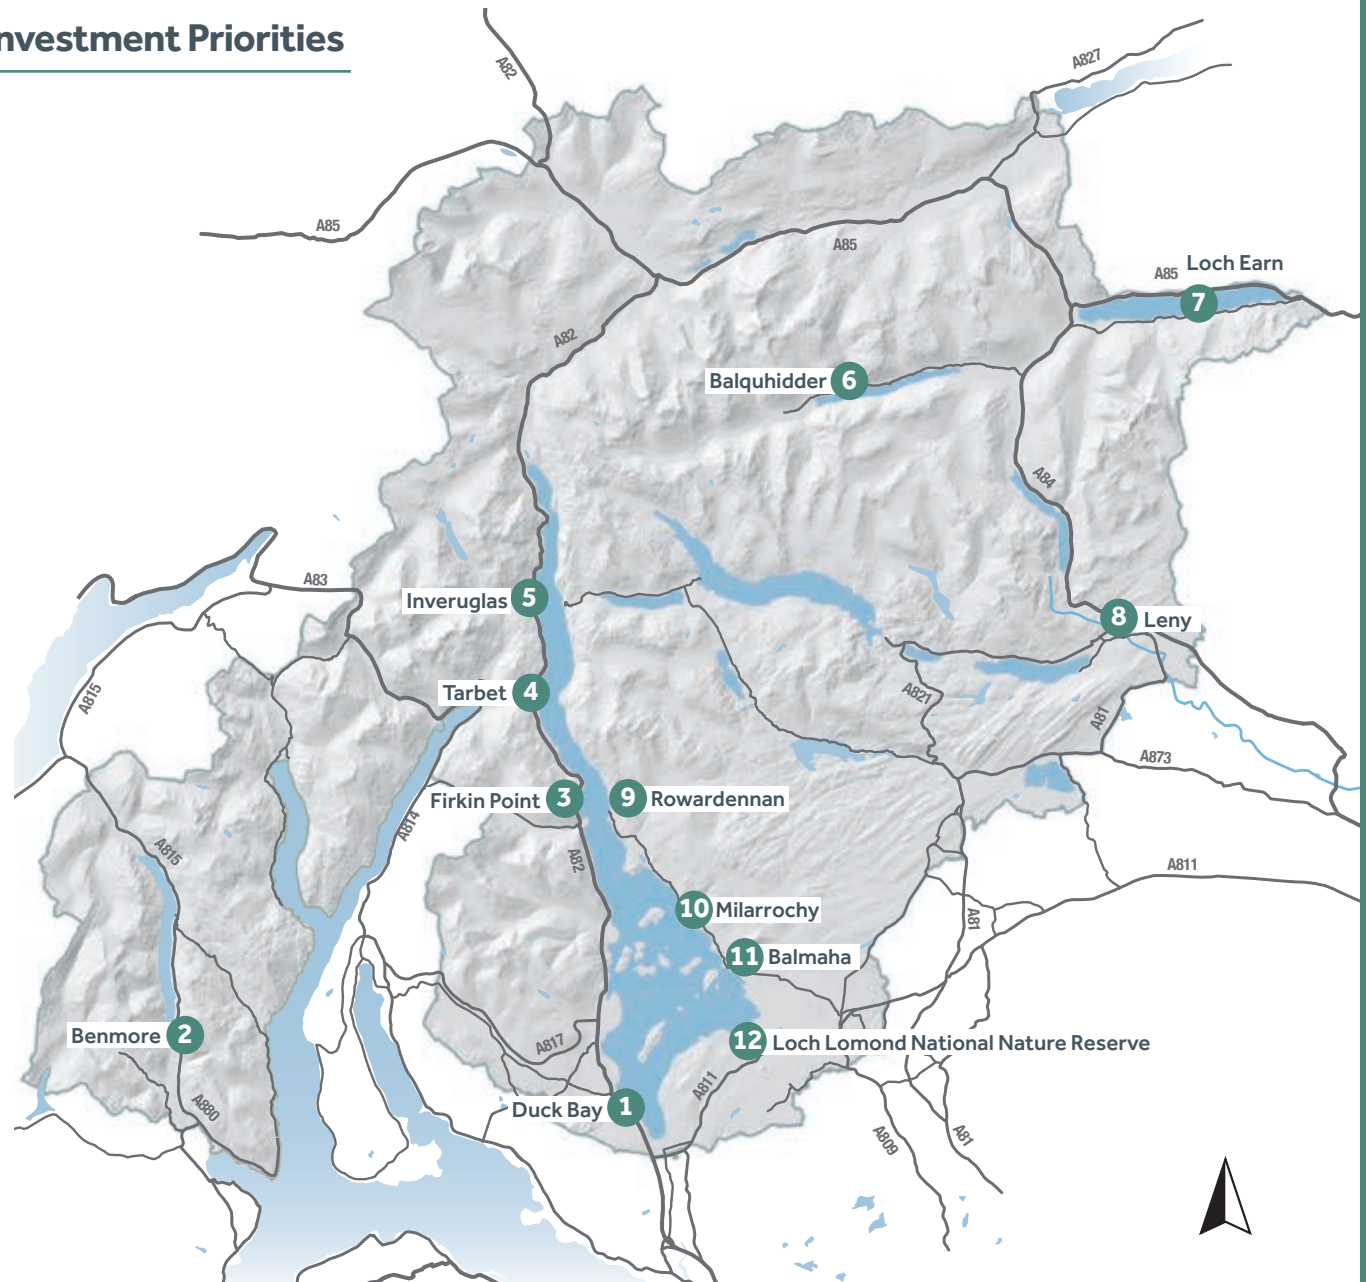 nvestment Priorities
A82
A827
A85
A85
Loch Earn
A85
7
A82
Balquhidder 6
A84
A83
Inveruglas 5
8 Leny
A815
Tarbet 4
A821
A81
A873
Firkin Point 3
9 Rowardennan
A814
A815
A82
A811
10 Milarrochy
A81
11 Balmaha
Benmore 2
A817
12 Loch Lomond National Nature Reserve
A811
A880
Duck Bay 1
A809
A81